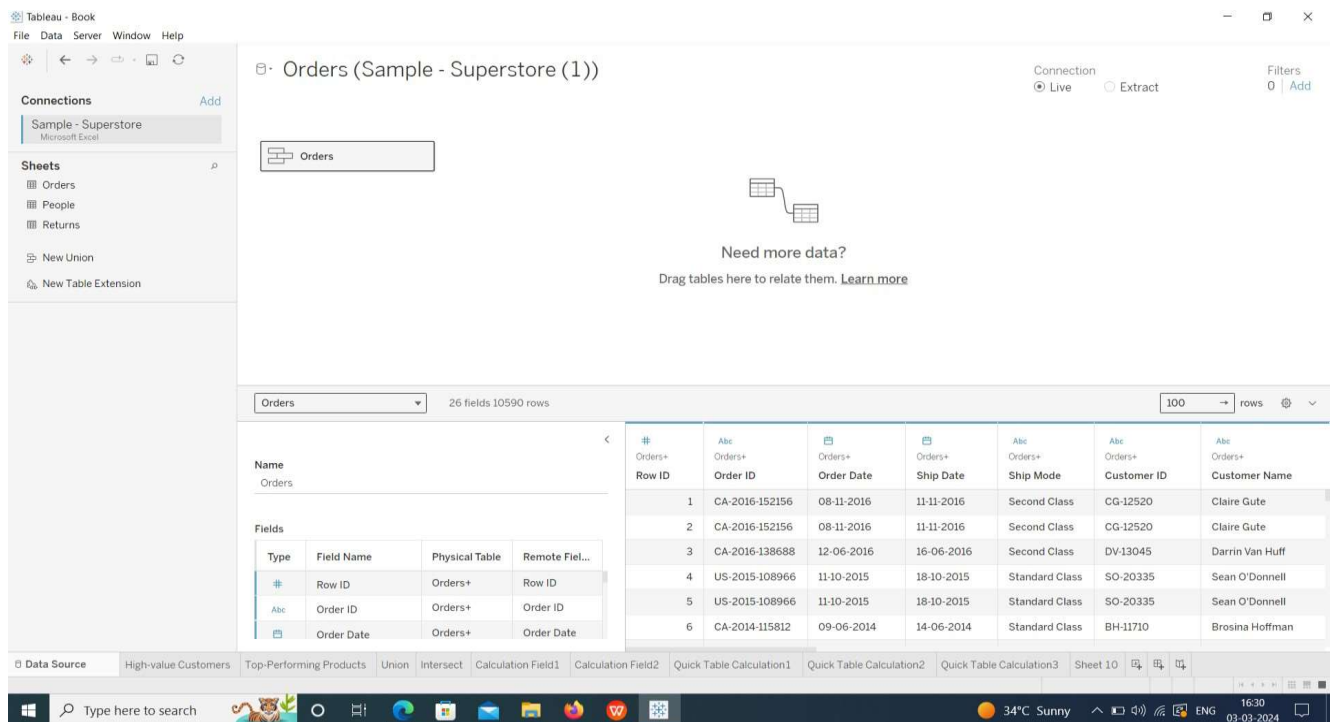 Tableau - Book
File Data Server Window Help
Orders (Sample - Superstore (1))
Connection
Live Extract
Filters
0 Add
Connections Add
Sample - Superstore
Microsoft Excel
Sheets
Orders
People
Returns
New Union
New Table Extension
Orders
Need more data?
Drag tables here to relate them. Learn more
Orders 26 fields 10590 rows 100 → rows
Name
Orders
Fields
Type Field Name Physical Table Remote Fiel...
# Row ID Orders+ Row ID
Abc Order ID Orders+ Order ID
Order Date Orders+ Order Date
# Abc Abc Abc Abc
Orders+ Orders+ Orders+ Orders+ Orders+ Orders+ Orders+
Row ID Order ID Order Date Ship Date Ship Mode Customer ID Customer Name
1 CA-2016-152156 08-11-2016 11-11-2016 Second Class CG-12520 Claire Gute
2 CA-2016-152156 08-11-2016 11-11-2016 Second Class CG-12520 Claire Gute
3 CA-2016-138688 12-06-2016 16-06-2016 Second Class DV-13045 Darrin Van Huff
4 US-2015-108966 11-10-2015 18-10-2015 Standard Class SO-20335 Sean O'Donnell
5 US-2015-108966 11-10-2015 18-10-2015 Standard Class SO-20335 Sean O'Donnell
6 CA-2014-115812 09-06-2014 14-06-2014 Standard Class BH-11710 Brosina Hoffman
Data Source High-value Customers Top-Performing Products Union Intersect Calculation Field1 Calculation Field2 Quick Table Calculation1 Quick Table Calculation2 Quick Table Calculation3 Sheet 10
Type here to search 34°C Sunny ENG 16:30
03-03-2024